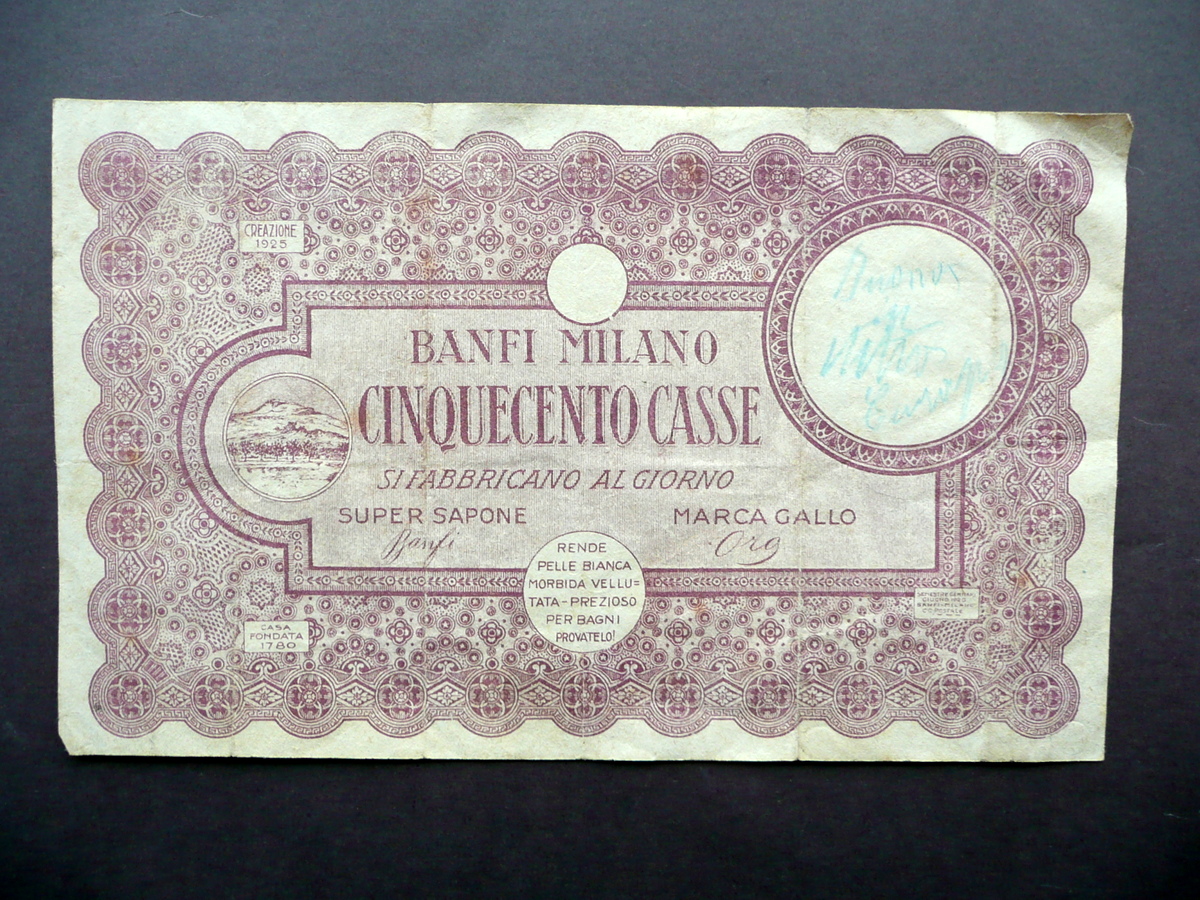 CREAZIONE
1925
BANFI MILANO
CINQUECENTO CASSE
SI FABBRICANO AL GIORNO
SUPER SAPONE MARCA GALLO
Banfi
RENDE
PELLE BIANCA
MORBIDA VELLU=
TATA-PREZIOSO
PER BAGNI
PROVATELO!
CASA
FONDATA
1780